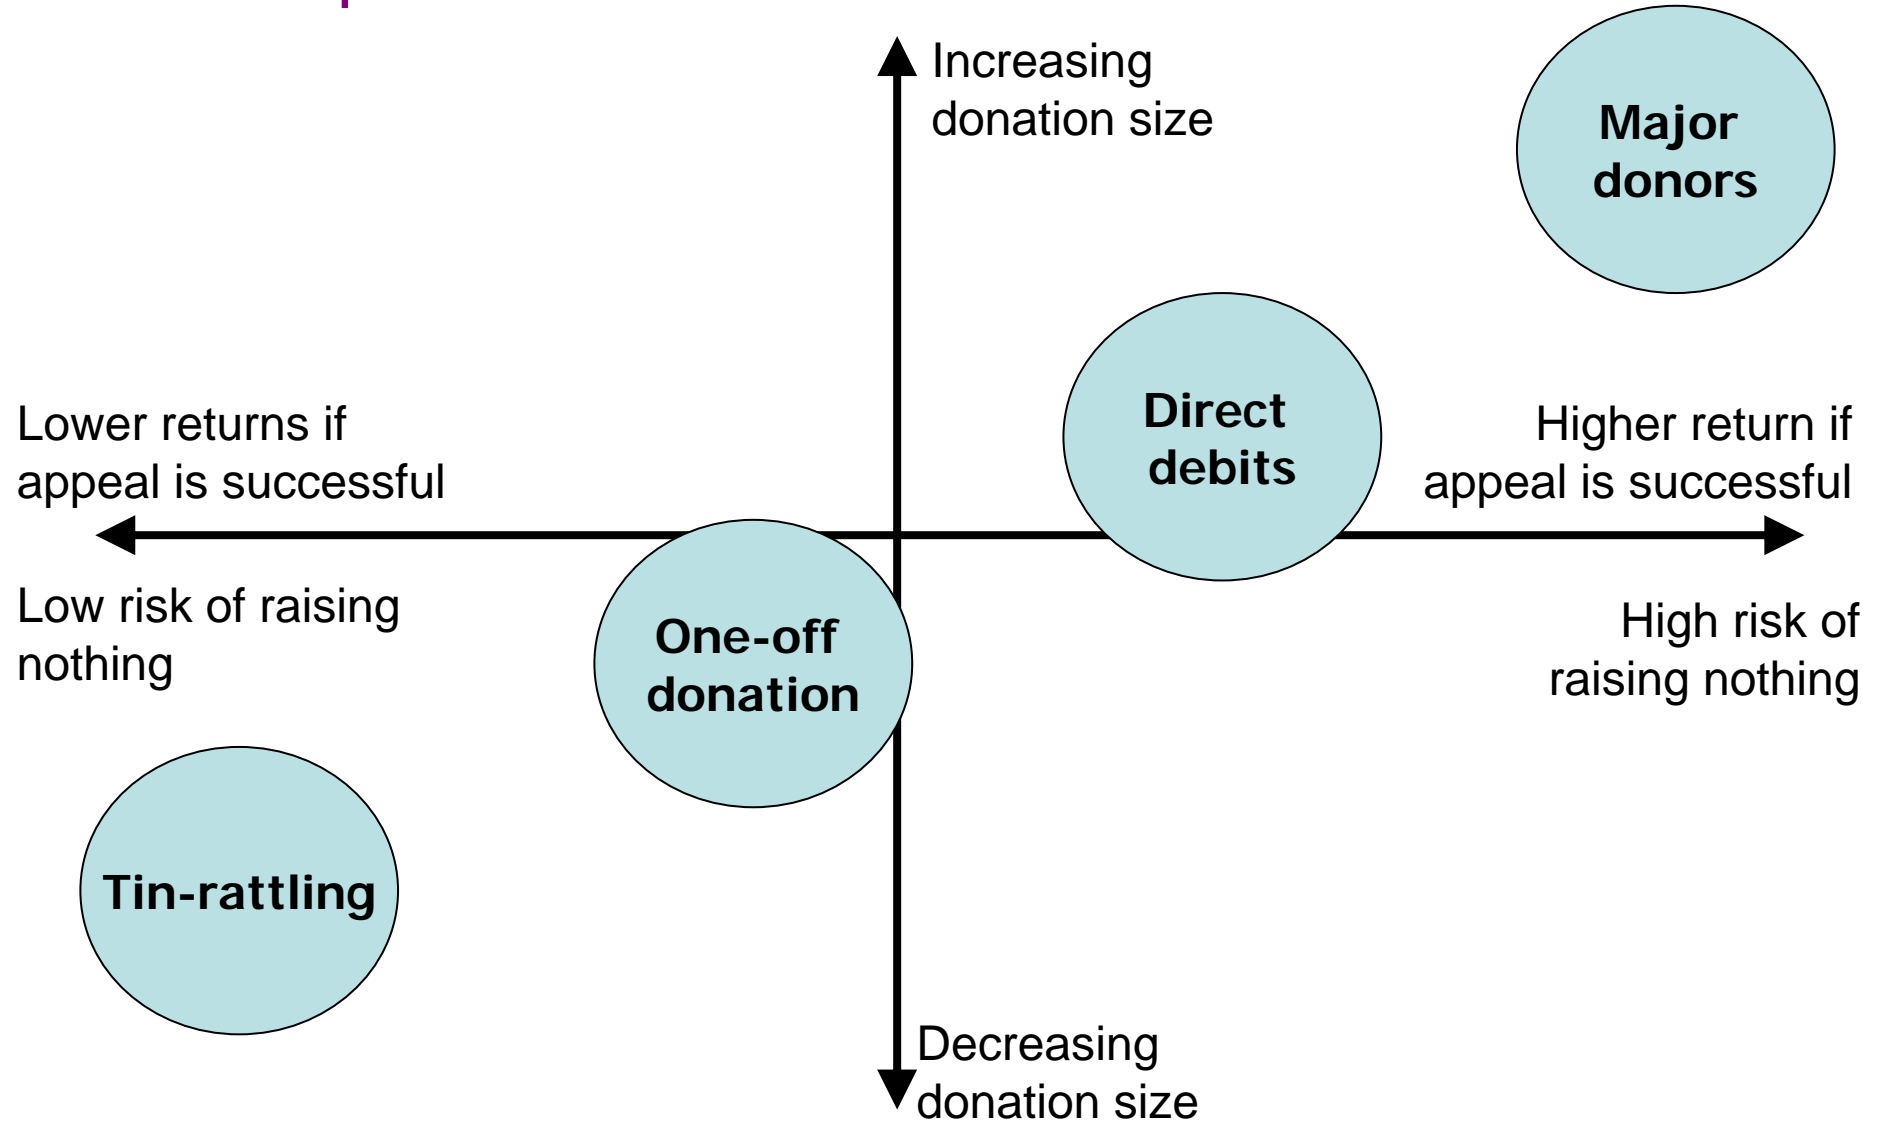 Increasing
donation size
Major
donors
Direct
debits
Lower returns if
appeal is successful
Higher return if
appeal is successful
Low risk of raising
nothing
One-off
donation
High risk of
raising nothing
Tin-rattling
Decreasing
donation size